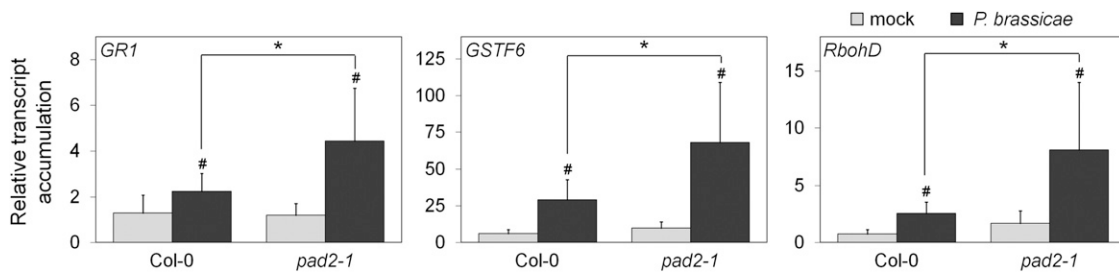 mock P. brassicae
Relative transcript
accumulation
GR1
8
6
4
2
0
*
#
#
Col-0 pad2-1
GSTF6
125
100
75
50
25
0
*
#
#
Col-0 pad2-1
RbohD
15
10
5
0
*
#
#
Col-0 pad2-1